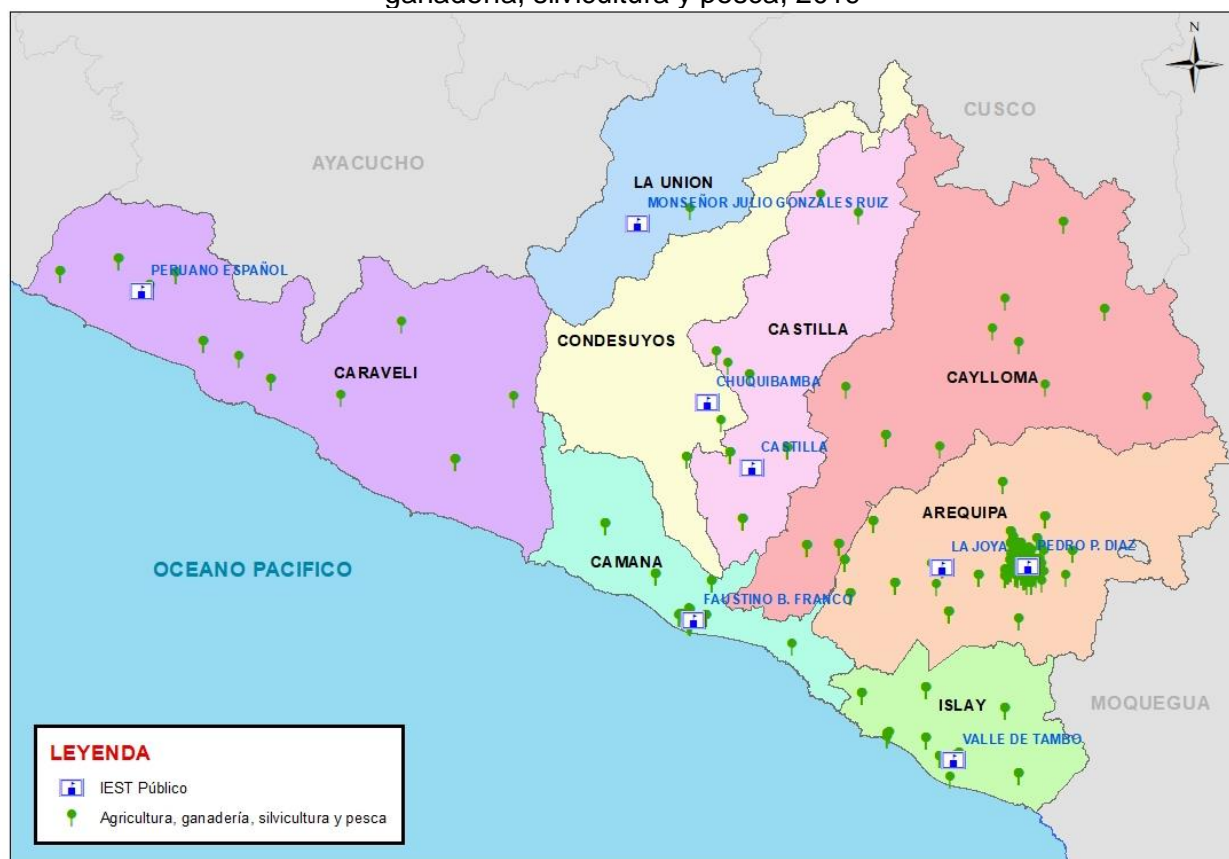 ganadería, silvicultura y pesca, 2016
N
CUSCO
AYACUCHO
LA UNION
MONSEÑOR JULIO GONZALES RUIZ
PERUANO ESPAÑOL
CONDESUYOS
CASTILLA
CARAVELI
CAYLLOMA
CHUQUIBAMBA
CASTILLA
AREQUIPA
LA JOYA
PEDRO P. DIAZ
OCEANO PACIFICO
CAMANA
FAUSTINO B. FRANCO
MOQUEGUA
ISLAY
VALLE DE TAMBO
LEYENDA
IEST Público
Agricultura, ganadería, silvicultura y pesca